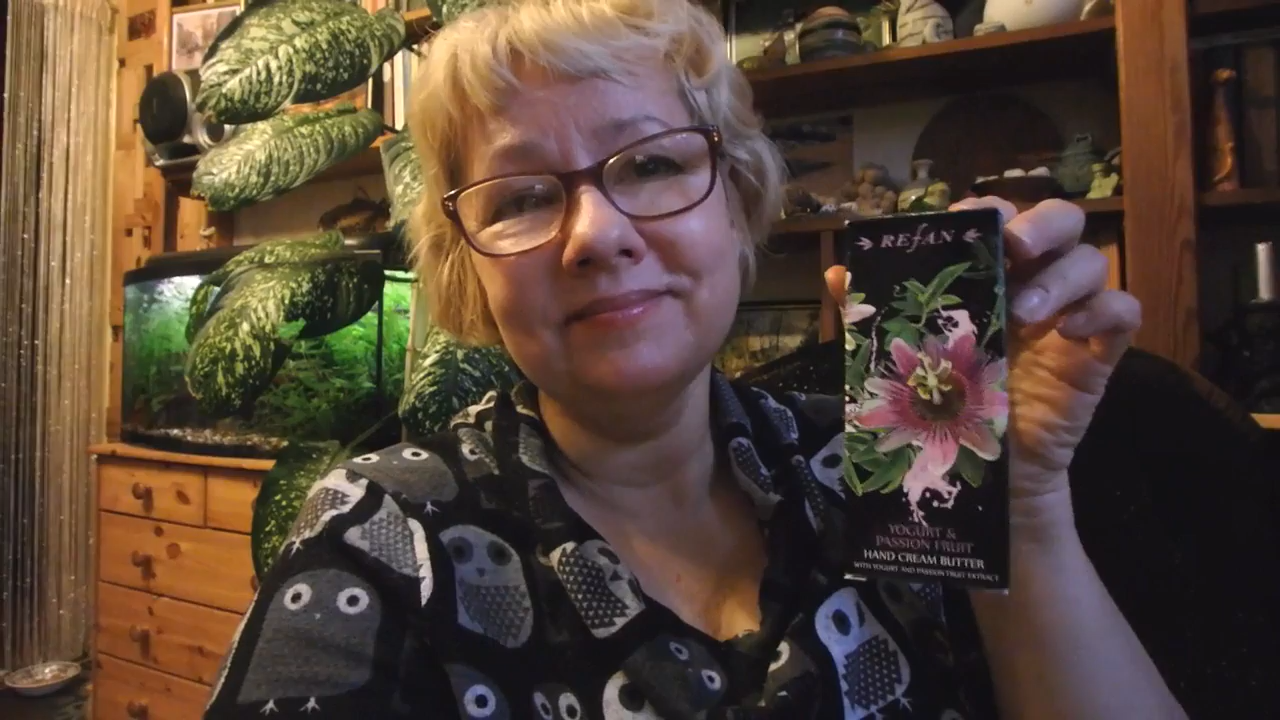 REfAN
YOGURT &
PASSION FRUIT
HAND CREAM BUTTER
WITH YOGURT AND PASSION FRUIT EXTRACT